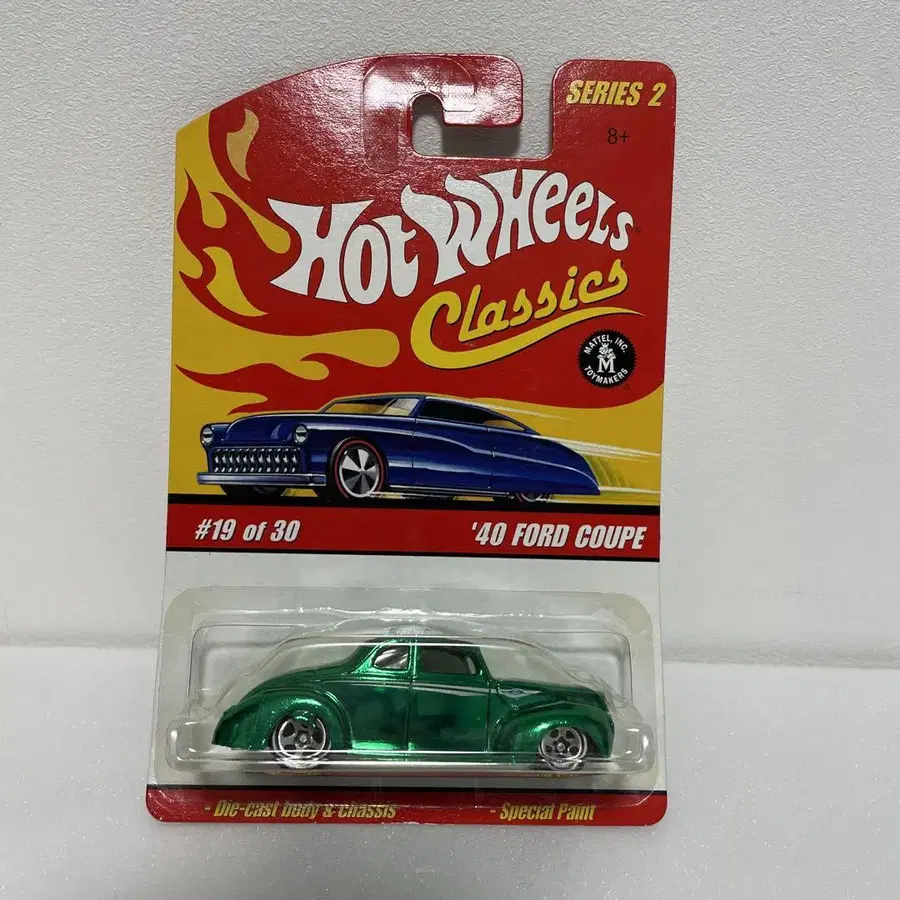 SERIES 2
8+
HOT WHEELS
Classics
MATTEL, INC.
M
TOYMAKERS
#19 of 30
'40 FORD COUPE
- Die-cast body & chassis
- Special Paint